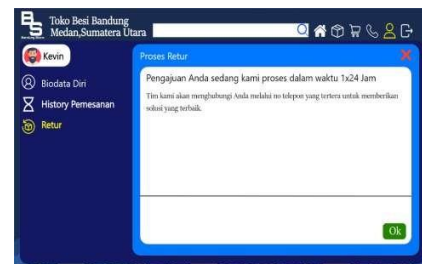 Toko Besi Bandung
Medan,Sumatera Utara
Kevin
Biodata Diri
History Pemesanan
Retur
Proses Retur
Pengajuan Anda sedang kami proses dalam waktu 1x24 Jam
Tim kami akan menghubungi Anda melalui no telepon yang tertera untuk memberikan
solusi yang terbaik.
Ok